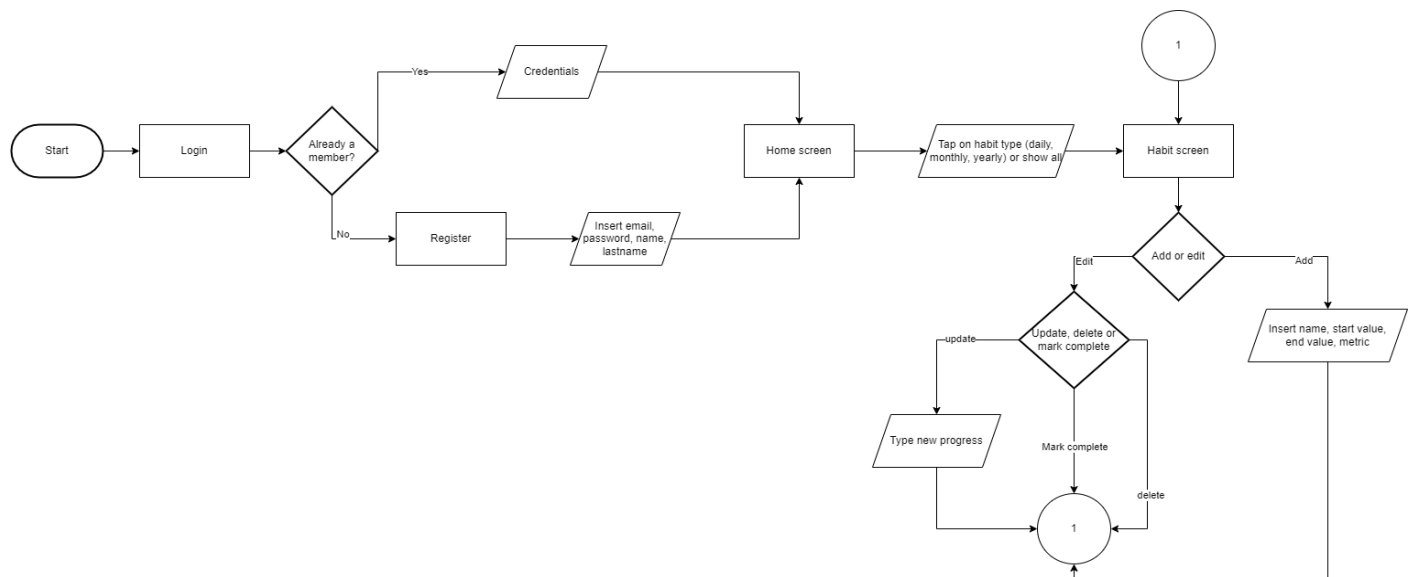 1
Yes
Credentials
Start
Login
Already a
member?
Home screen
Tap on habit type (daily,
monthly, yearly) or show all
Habit screen
No
Register
Insert email,
password, name,
lastname
Add or edit
Edit
Add
Update, delete or
mark complete
update
Insert name, start value,
end value, metric
Type new progress
Mark complete
delete
1